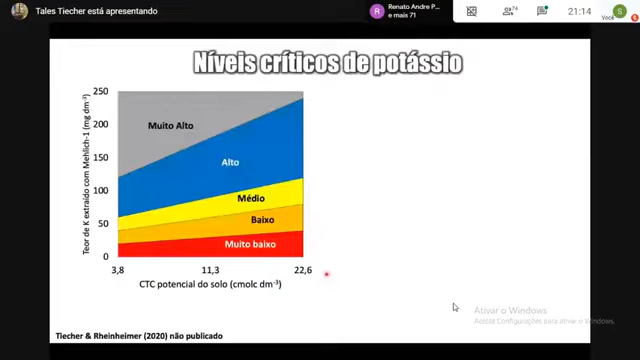 Tales Tiecher está apresentando
Renato Andre P...
R
e mais 71
74
21:14
S
Você
Níveis críticos de potássio
Teor de K extraído com Mehlich-1 (mg dm-3)
250
200
150
100
50
0
Muito Alto
Alto
Médio
Baixo
Muito baixo
3,8
11,3
22,6
CTC potencial do solo (cmolc dm-3)
Ativar o Windows
Acesse Configurações para ativar o Windows.
Tiecher & Rheinheimer (2020) não publicado